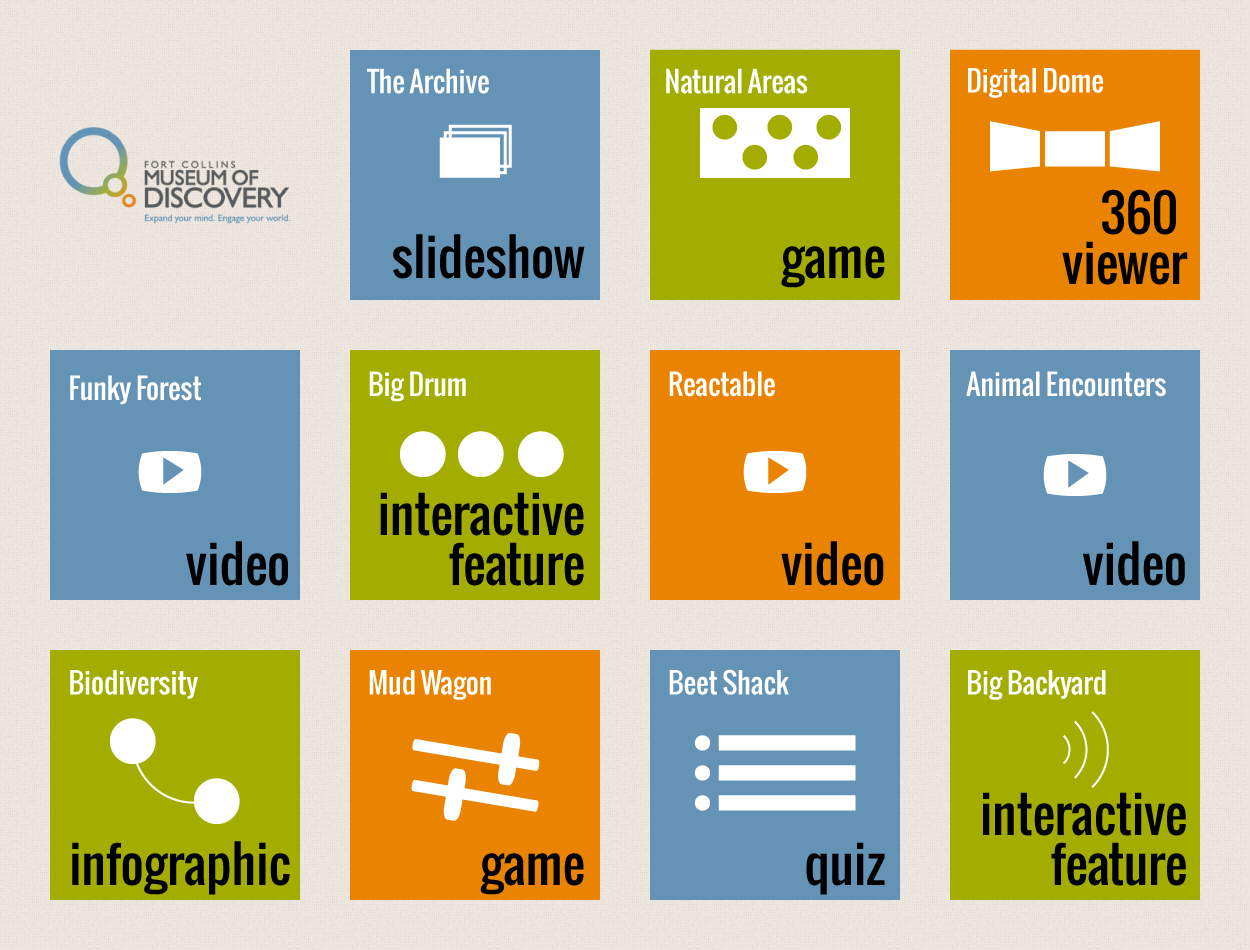 FORT COLLINS
MUSEUM OF
DISCOVERY
Expand your mind. Engage your world.
The Archive
slideshow
Natural Areas
game
Digital Dome
360
viewer
Funky Forest
video
Big Drum
interactive
feature
Reactable
video
Animal Encounters
video
Biodiversity
infographic
Mud Wagon
game
Beet Shack
quiz
Big Backyard
interactive
feature